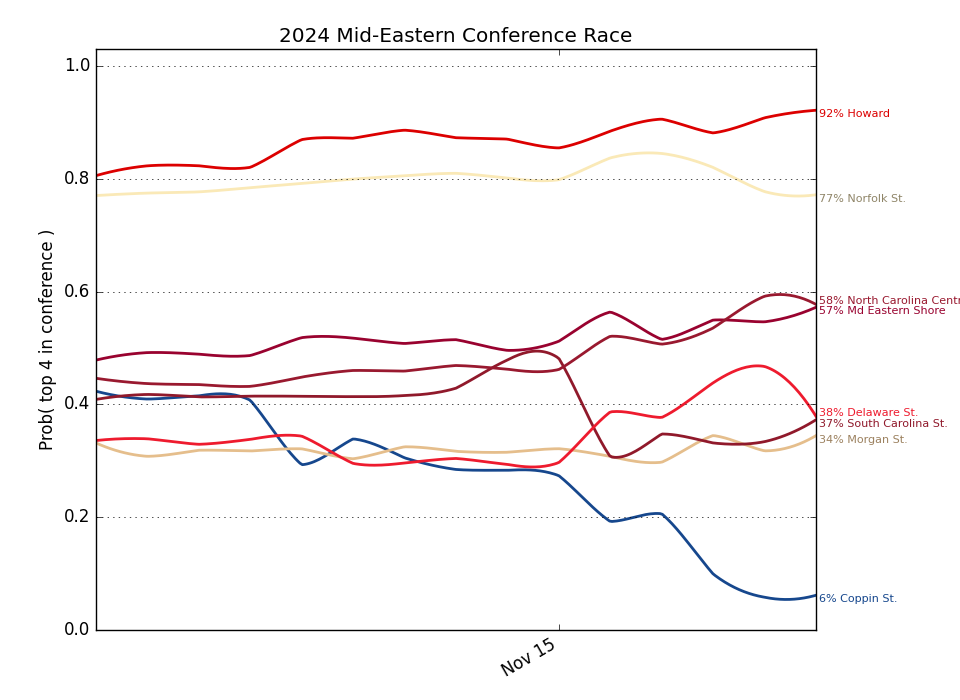 2024 Mid-Eastern Conference Race
Prob( top 4 in conference )
1.0
0.8
0.6
0.4
0.2
0.0
Nov 15
92% Howard
77% Norfolk St.
58% North Carolina Centr
57% Md Eastern Shore
38% Delaware St.
37% South Carolina St.
34% Morgan St.
6% Coppin St.